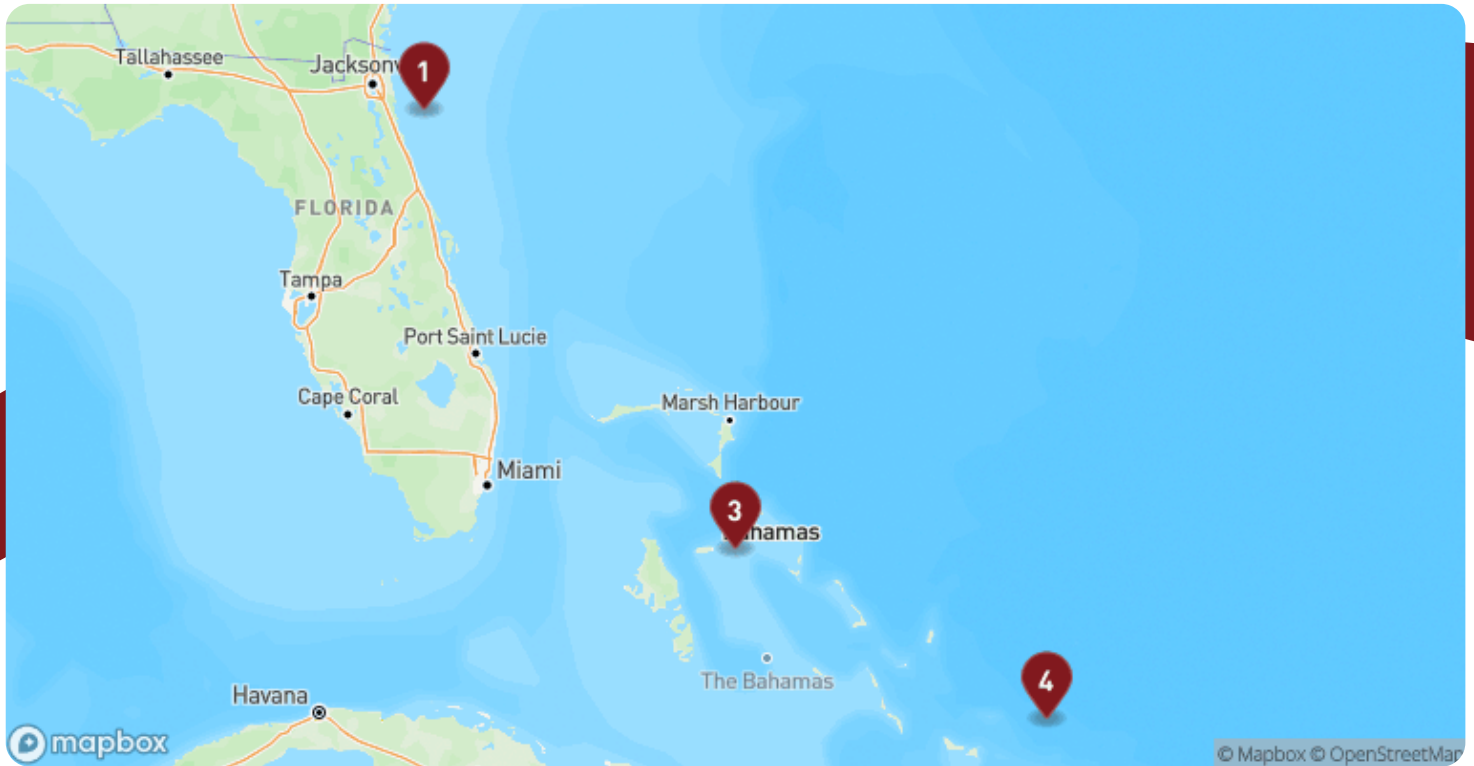 Tallahassee
Jacksonv
1
FLORIDA
Tampa
Port Saint Lucie
Cape Coral
Marsh Harbour
Miami
3
hamas
The Bahamas
4
Havana
mapbox
© Mapbox © OpenStreetMap